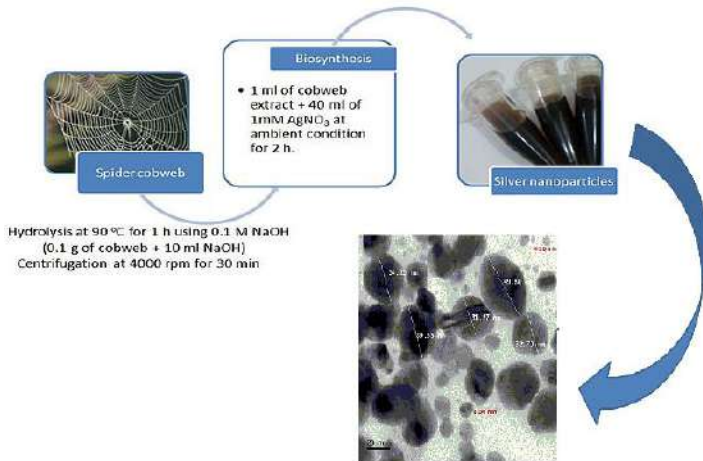 Spider cobweb
Hydrolysis at 90 ºC for 1 h using 0.1 M NaOH
(0.1 g of cobweb + 10 ml NaOH)
Centrifugation at 4000 rpm for 30 min
Biosynthesis
• 1 ml of cobweb
extract + 40 ml of
1mM AgNO₃ at
ambient condition
for 2 h.
Silver nanoparticles